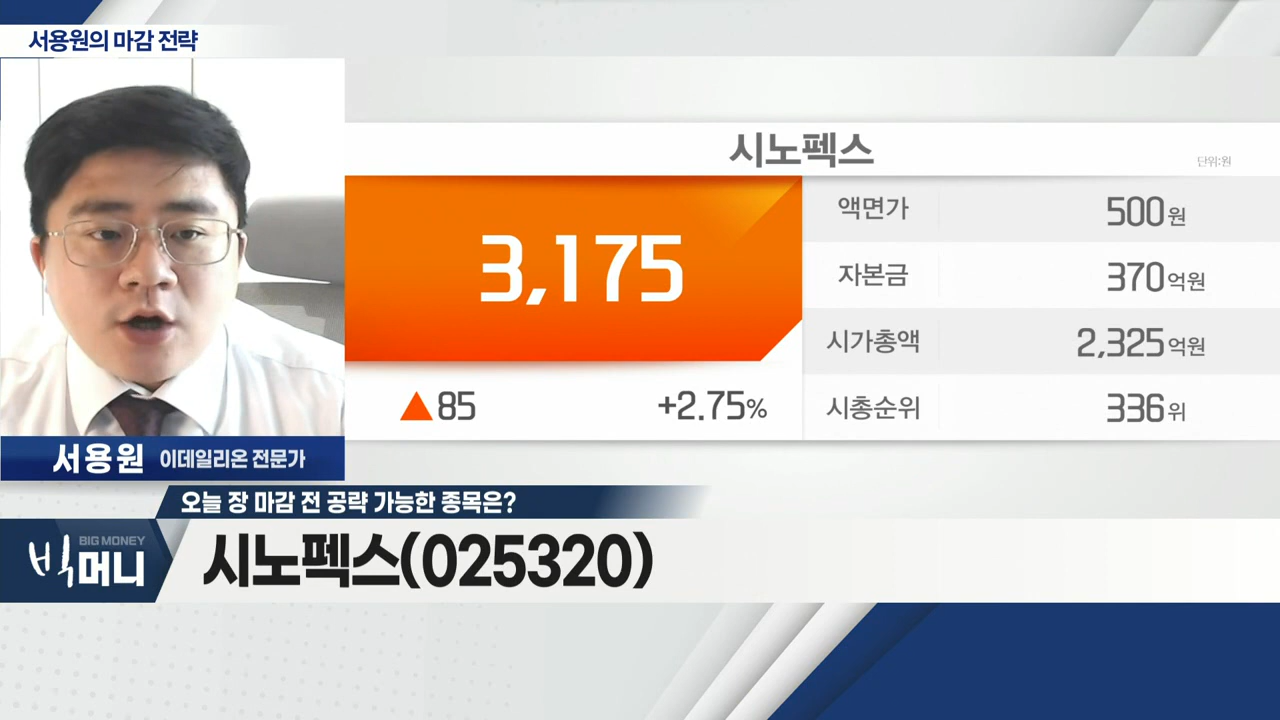 서용원의 마감 전략
시노펙스
단위:원
3,175
▲85 +2.75%
액면가 500원
자본금 370억원
시가총액 2,325억원
시총순위 336위
서용원 이데일리온 전문가
오늘 장 마감 전 공략 가능한 종목은?
BIG MONEY
빅머니
시노펙스(025320)